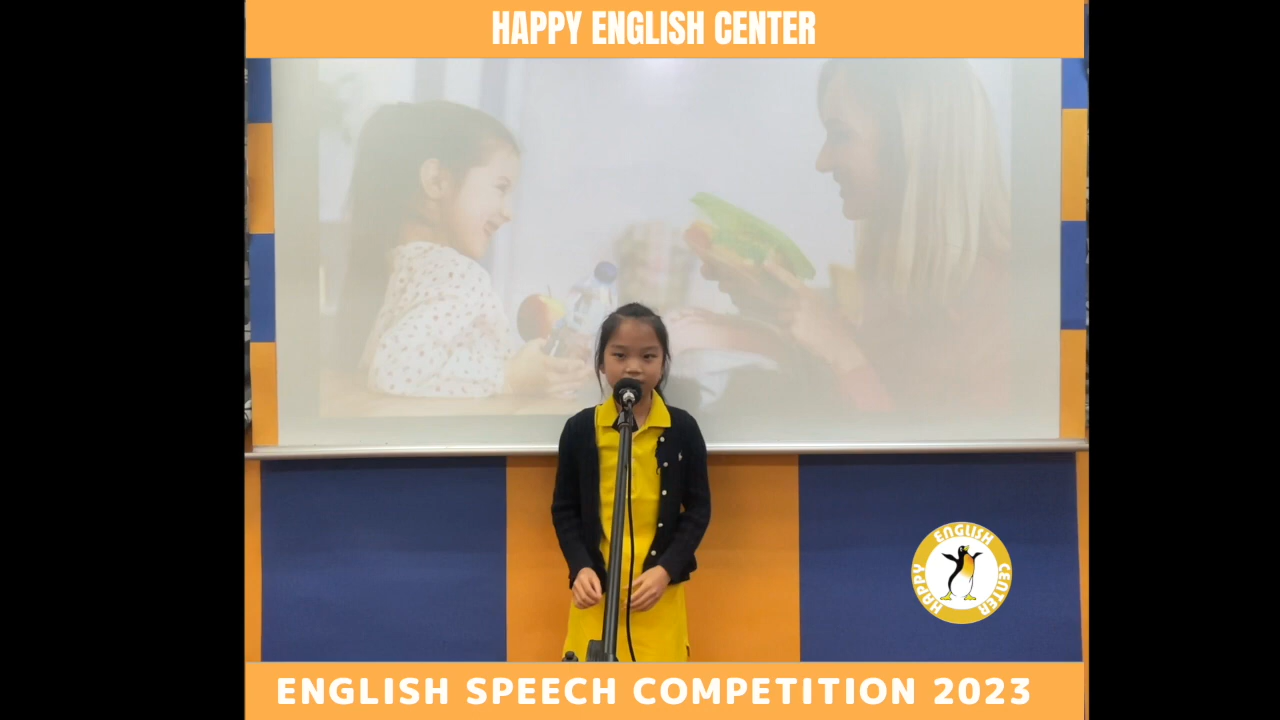 HAPPY ENGLISH CENTER
ENGLISH
HAPPY
CENTER
ENGLISH SPEECH COMPETITION 2023